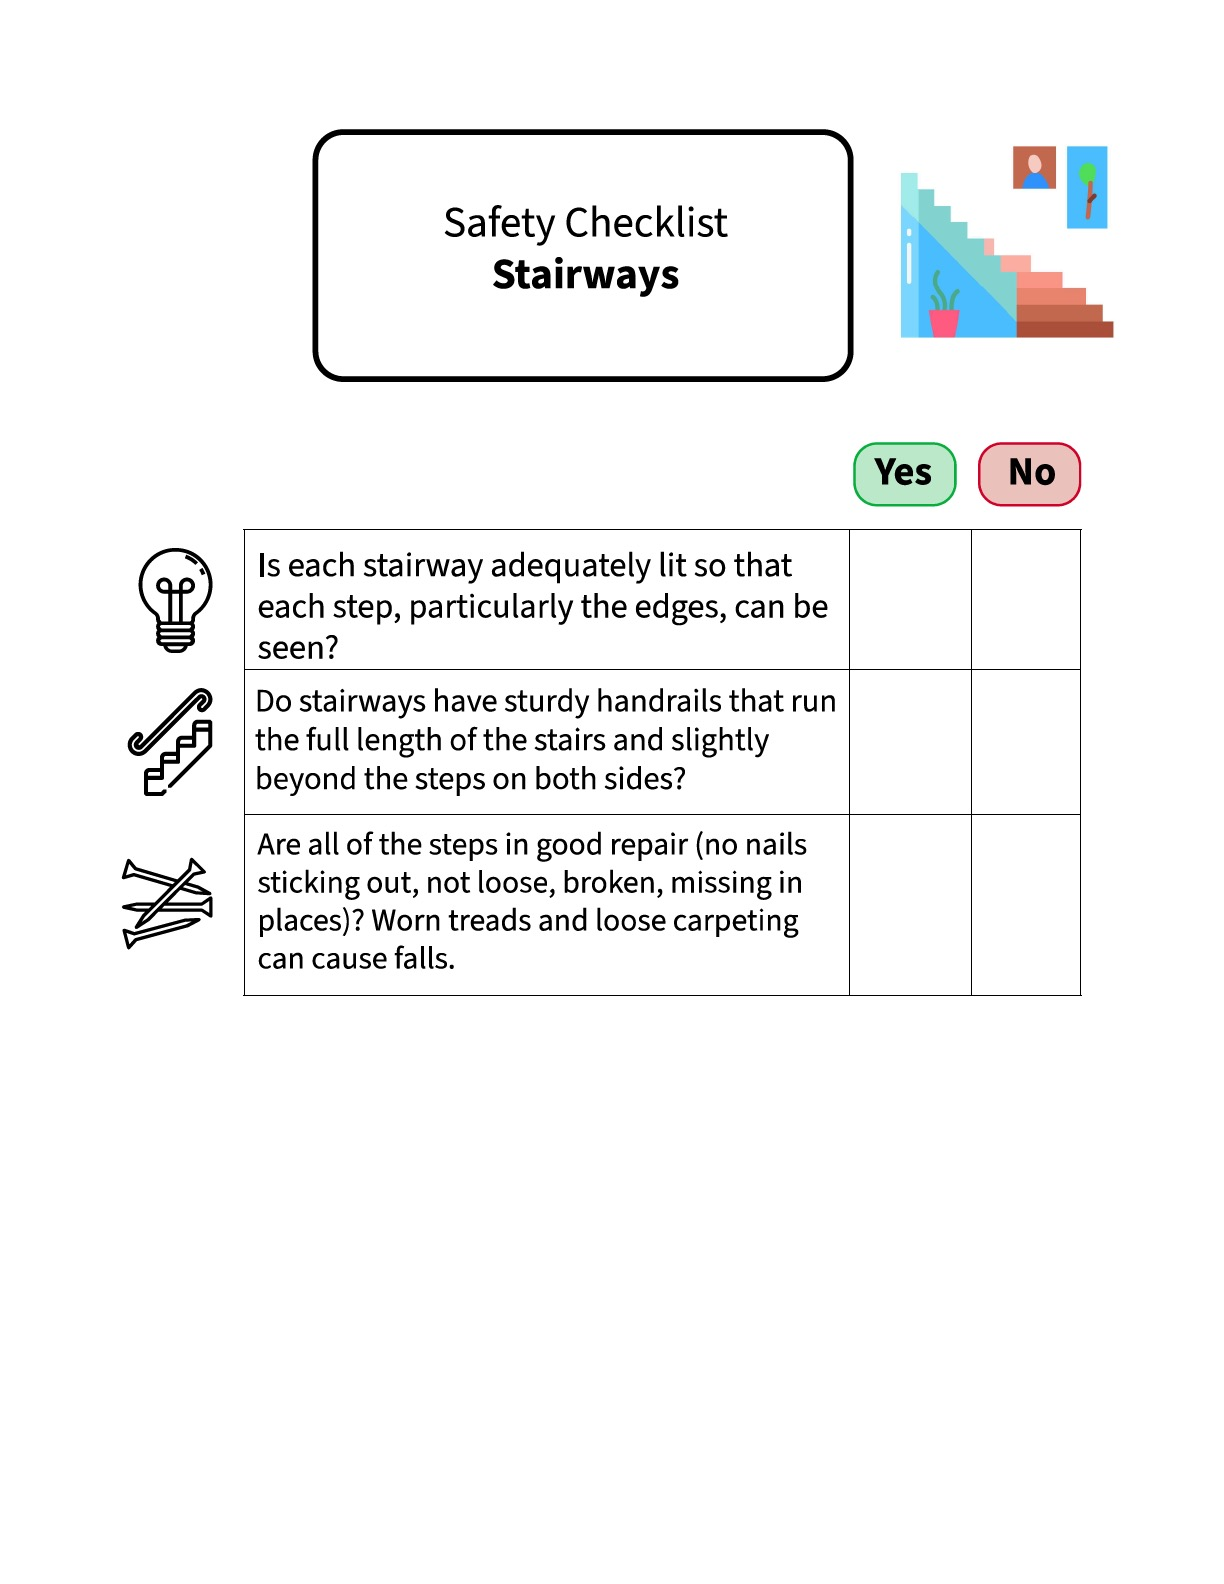 Safety Checklist
Stairways
Yes No
Is each stairway adequately lit so that
each step, particularly the edges, can be
seen?
Do stairways have sturdy handrails that run
the full length of the stairs and slightly
beyond the steps on both sides?
Are all of the steps in good repair (no nails
sticking out, not loose, broken, missing in
places)? Worn treads and loose carpeting
can cause falls.